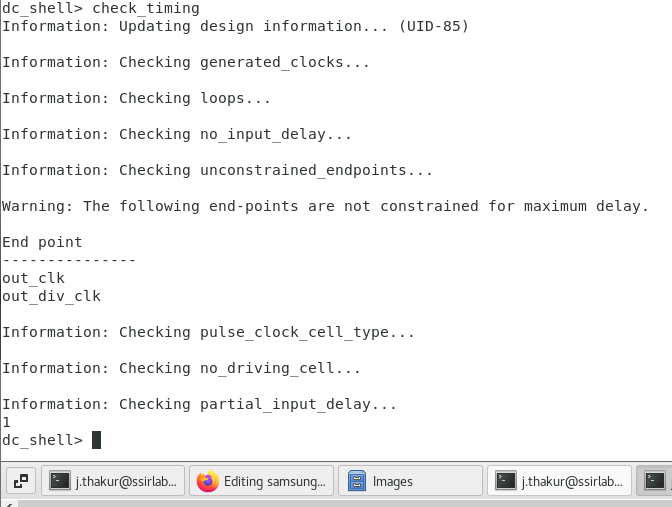 dc_shell> check_timing
Information: Updating design information... (UID-85)
Information: Checking generated_clocks...
Information: Checking loops...
Information: Checking no_input_delay...
Information: Checking unconstrained_endpoints...
Warning: The following end-points are not constrained for maximum delay.
End point
---------------
out_clk
out_div_clk
Information: Checking pulse_clock_cell_type...
Information: Checking no_driving_cell...
Information: Checking partial_input_delay...
1
dc_shell>
j.thakur@ssirlab... Editing samsung... Images j.thakur@ssirlab...